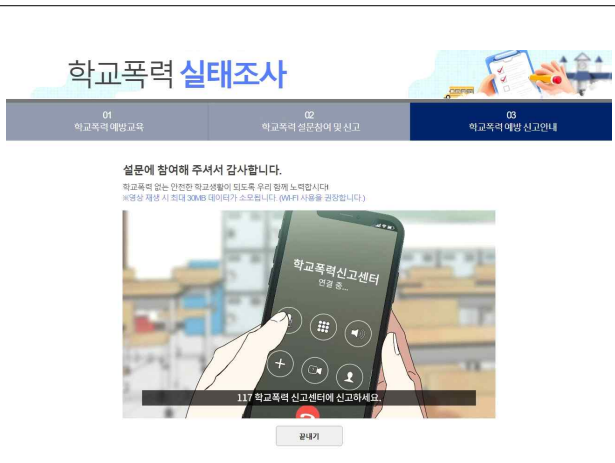 학교폭력 실태조사
01
학교폭력 예방교육
02
학교폭력 설문참여 및 신고
03
학교폭력 예방 신고안내
설문에 참여해 주셔서 감사합니다.
학교폭력 없는 안전한 학교생활이 되도록 우리 함께 노력합시다!
※영상 재생 시 최대 30MB 데이터가 소모됩니다. (WI-FI 사용을 권장합니다.)
학교폭력신고센터
연결 중...
117 학교폭력 신고센터에 신고하세요.
끝내기